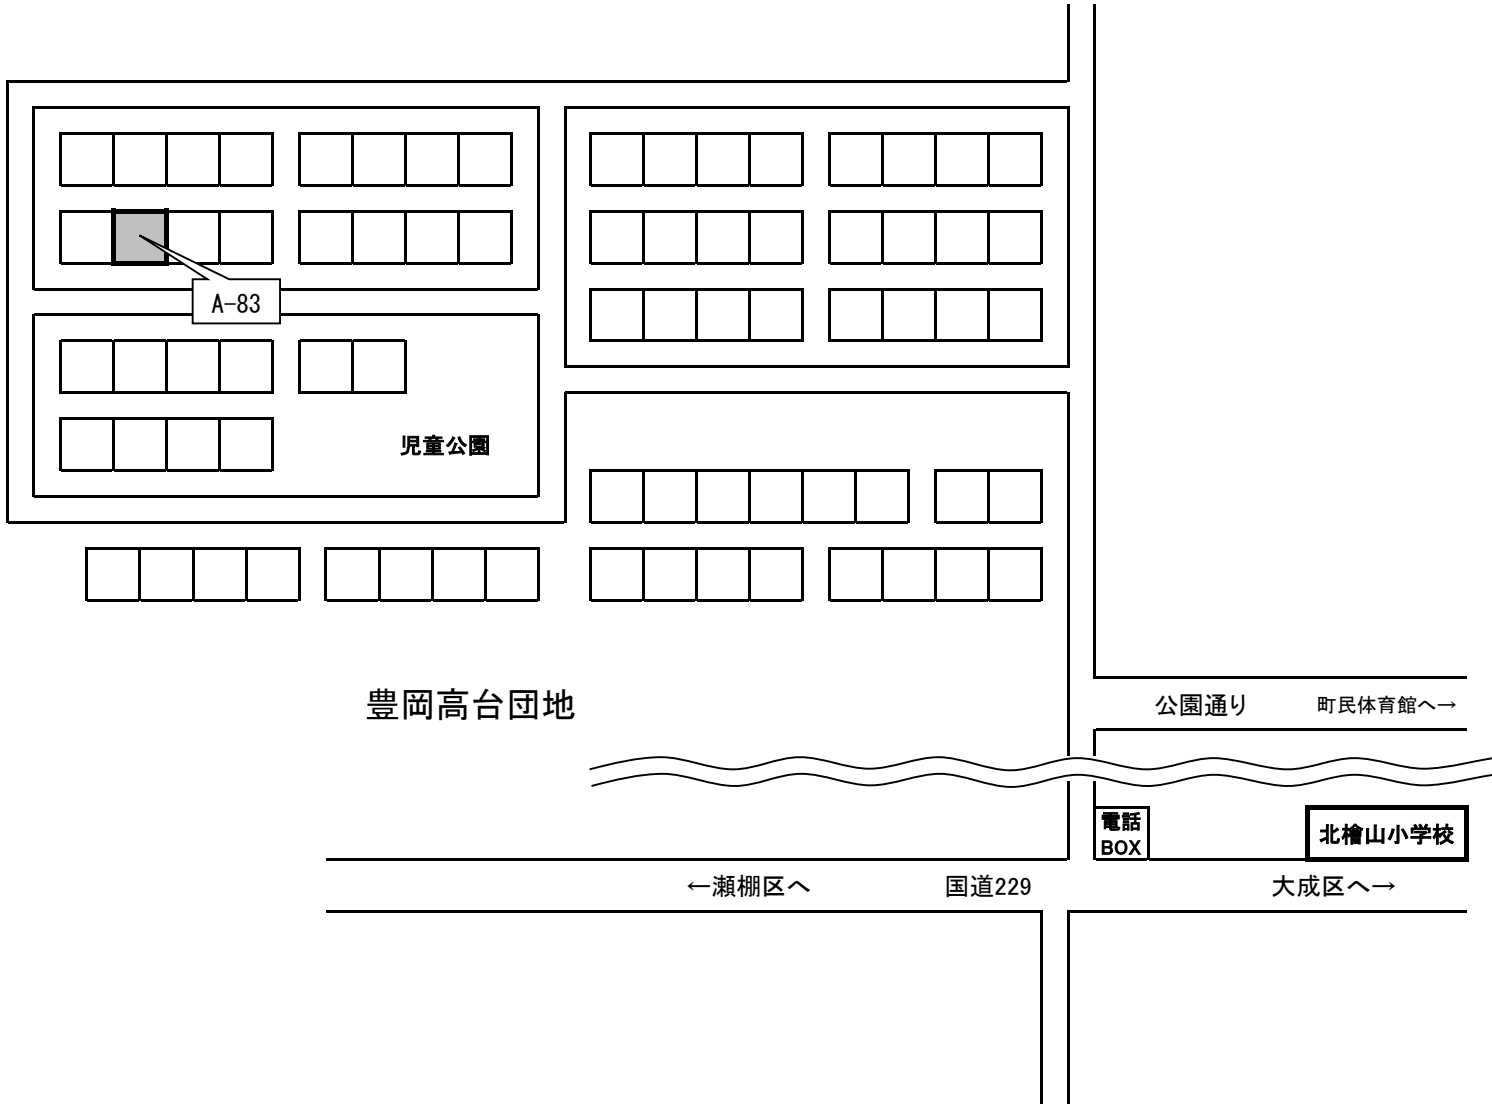 A-83
児童公園
豊岡高台団地
公園通り
町民体育館へ→
電話
BOX
北檜山小学校
←瀬棚区へ
国道229
大成区へ→